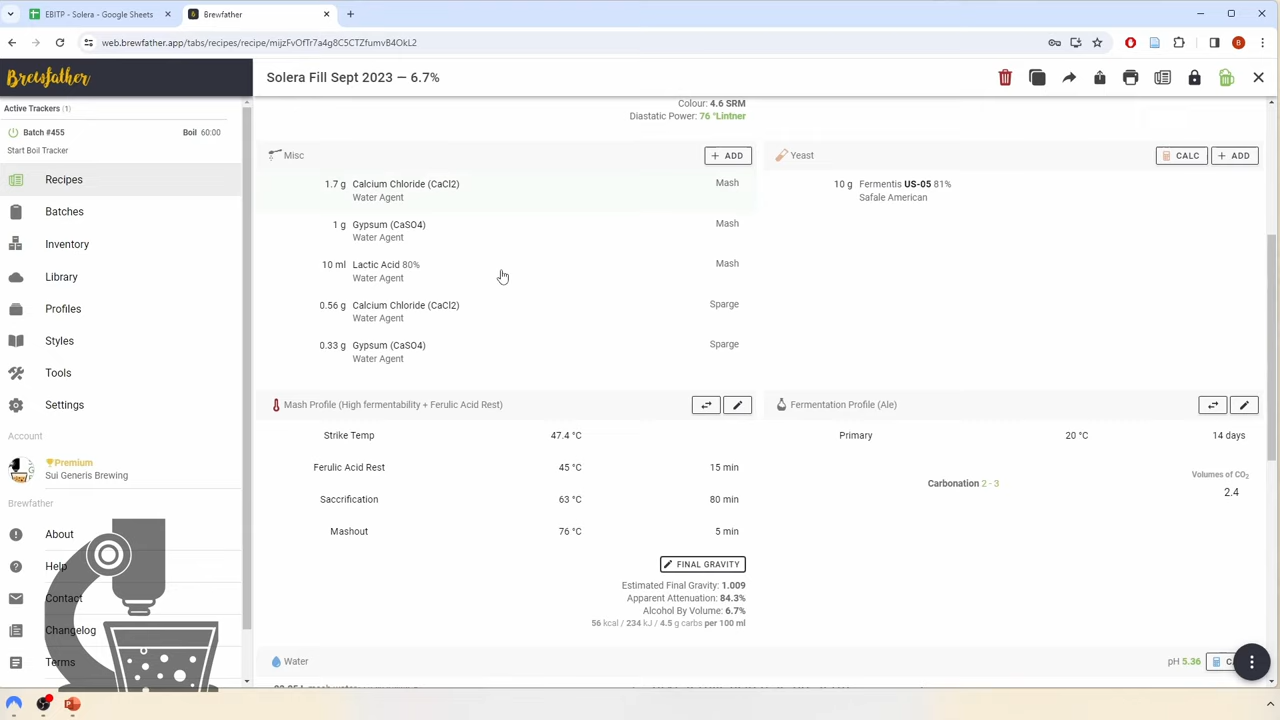 EBITP - Solera - Google Sheets
Brewfather
web.brewfather.app/tabs/recipes/recipe/mijzFvOfTr7a4g8C5CTZfumvB4OkL2
B
Brewfather
Active Trackers (1)
Batch #455
Boil 60:00
Start Boil Tracker
Recipes
Batches
Inventory
Library
Profiles
Styles
Tools
Settings
Account
Premium
Sui Generis Brewing
Brewfather
About
Help
Contact
Changelog
Terms
Solera Fill Sept 2023 — 6.7%
Colour: 4.6 SRM
Diastatic Power: 76 °Lintner
Misc
+ ADD
1.7 g Calcium Chloride (CaCl2) Mash
Water Agent
1 g Gypsum (CaSO4) Mash
Water Agent
10 ml Lactic Acid 80% Mash
Water Agent
0.56 g Calcium Chloride (CaCl2) Sparge
Water Agent
0.33 g Gypsum (CaSO4) Sparge
Water Agent
Yeast
CALC
+ ADD
10 g Fermentis US-05 81%
Safale American
Mash Profile (High fermentability + Ferulic Acid Rest)
Strike Temp 47.4 °C
Ferulic Acid Rest 45 °C 15 min
Saccrification 63 °C 80 min
Mashout 76 °C 5 min
FINAL GRAVITY
Estimated Final Gravity: 1.009
Apparent Attenuation: 84.3%
Alcohol By Volume: 6.7%
56 kcal / 234 kJ / 4.5 g carbs per 100 ml
Fermentation Profile (Ale)
Primary 20 °C 14 days
Carbonation 2 - 3
Volumes of CO2
2.4
Water
pH 5.36